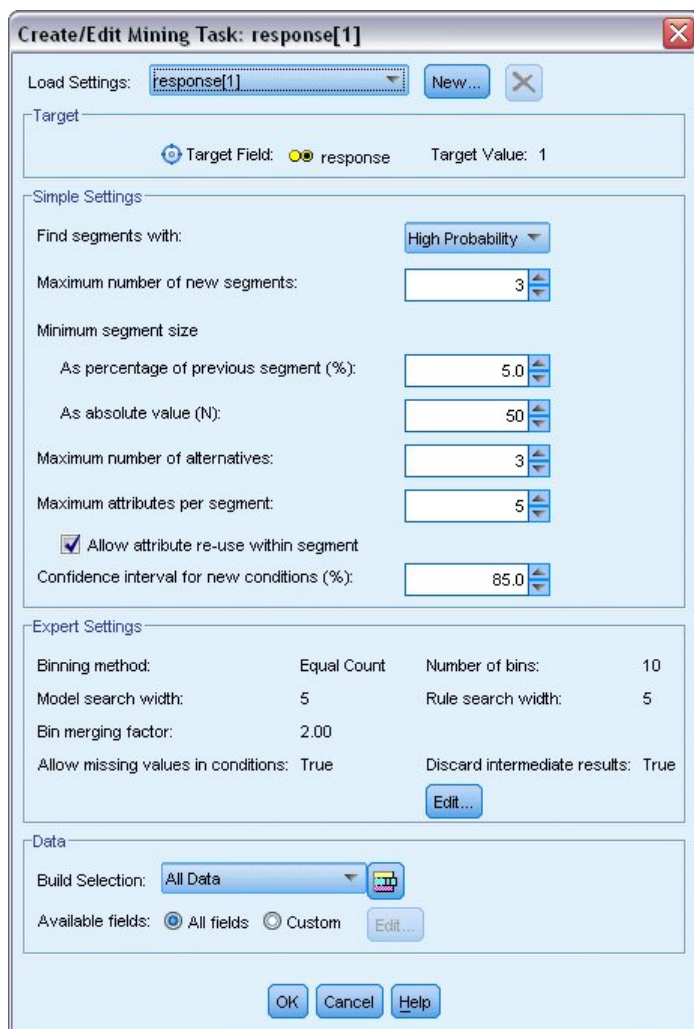 Create/Edit Mining Task: response[1]
Load Settings: response[1] New...
Target
Target Field: response Target Value: 1
Simple Settings
Find segments with: High Probability
Maximum number of new segments: 3
Minimum segment size
As percentage of previous segment (%): 5.0
As absolute value (N): 50
Maximum number of alternatives: 3
Maximum attributes per segment: 5
Allow attribute re-use within segment
Confidence interval for new conditions (%): 85.0
Expert Settings
Binning method: Equal Count Number of bins: 10
Model search width: 5 Rule search width: 5
Bin merging factor: 2.00
Allow missing values in conditions: True Discard intermediate results: True
Edit...
Data
Build Selection: All Data
Available fields: All fields Custom Edit...
OK Cancel Help